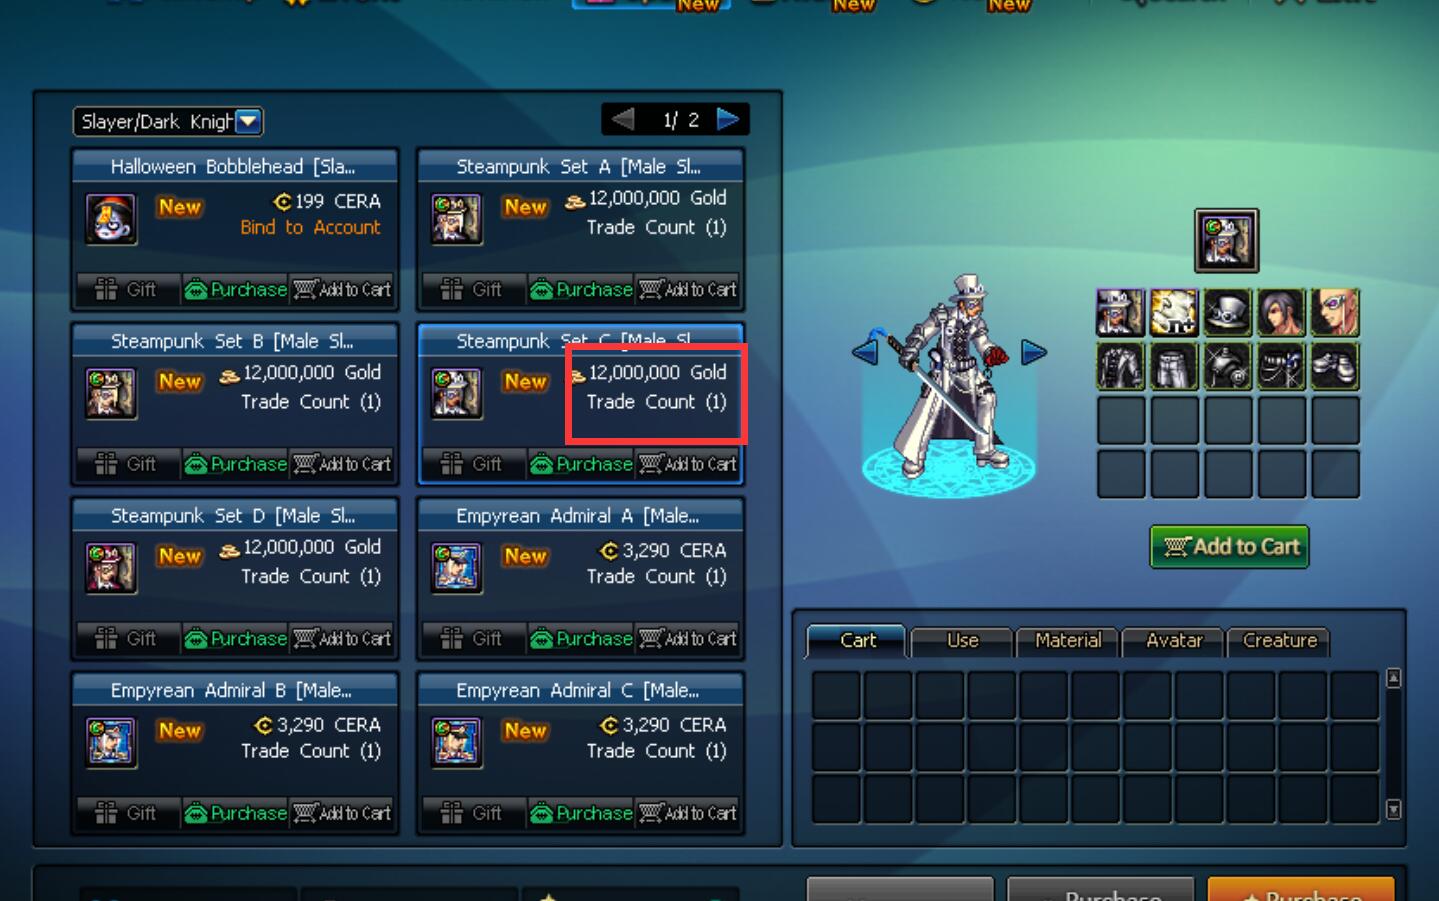 New New New
Slayer/Dark Knigh
1/ 2
Halloween Bobblehead [Sla...
New 199 CERA
Bind to Account
Gift Purchase Add to Cart
Steampunk Set A [Male Sl...
New 12,000,000 Gold
Trade Count (1)
Gift Purchase Add to Cart
Steampunk Set B [Male Sl...
New 12,000,000 Gold
Trade Count (1)
Gift Purchase Add to Cart
Steampunk Set C [Male Sl...
New 12,000,000 Gold
Trade Count (1)
Gift Purchase Add to Cart
Steampunk Set D [Male Sl...
New 12,000,000 Gold
Trade Count (1)
Gift Purchase Add to Cart
Empyrean Admiral A [Male...
New 3,290 CERA
Trade Count (1)
Gift Purchase Add to Cart
Empyrean Admiral B [Male...
New 3,290 CERA
Trade Count (1)
Gift Purchase Add to Cart
Empyrean Admiral C [Male...
New 3,290 CERA
Trade Count (1)
Gift Purchase Add to Cart
Add to Cart
Cart Use Material Avatar Creature
Purchase Purchase